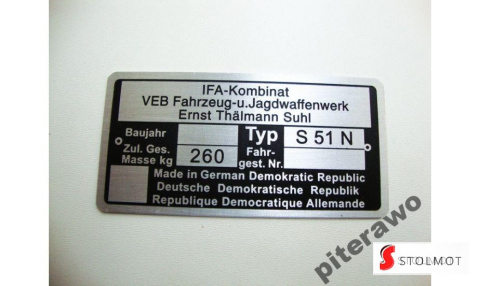 IFA-Kombinat
VEB Fahrzeug-u.Jagdwaffenwerk
Ernst Thälmann Suhl
Baujahr
Typ S 51 N
Zul. Ges.
Masse kg 260
Fahr-
gest. Nr.
Made in German Demokratic Republic
Deutsche Demokratische Republik
Republique Democratique Allemande
piterawo
STOLMOT